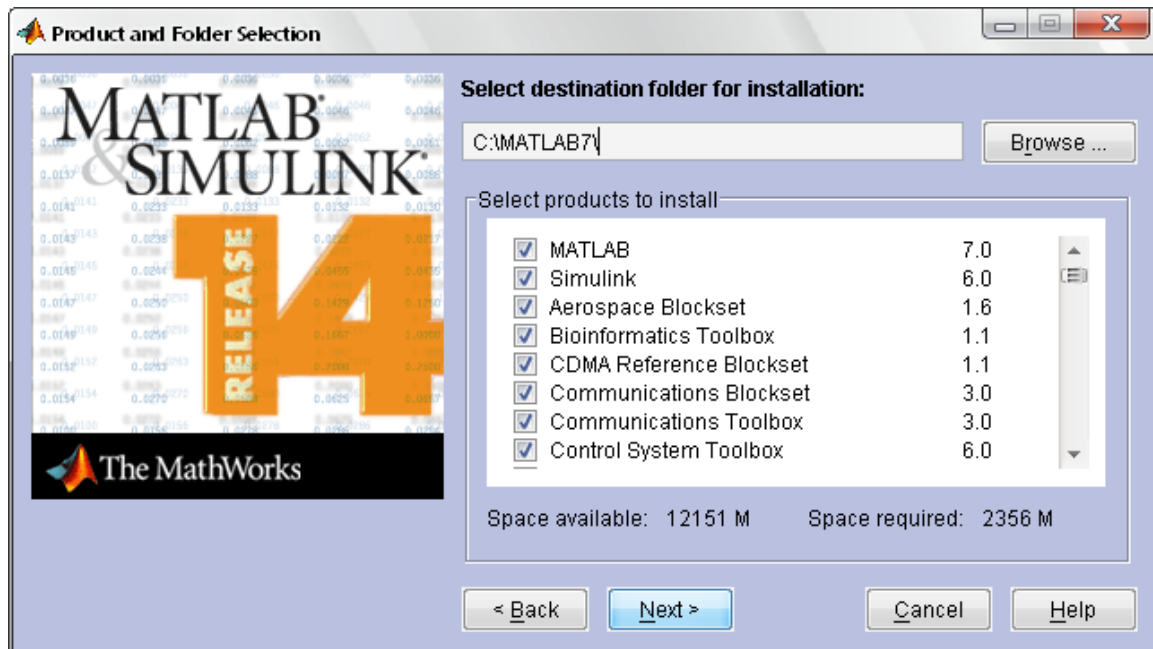 Product and Folder Selection
MATLAB®
& SIMULINK®
RELEASE 14
The MathWorks
Select destination folder for installation:
C:\MATLAB7\
Browse ...
Select products to install
MATLAB 7.0
Simulink 6.0
Aerospace Blockset 1.6
Bioinformatics Toolbox 1.1
CDMA Reference Blockset 1.1
Communications Blockset 3.0
Communications Toolbox 3.0
Control System Toolbox 6.0
Space available: 12151 M Space required: 2356 M
< Back Next > Cancel Help